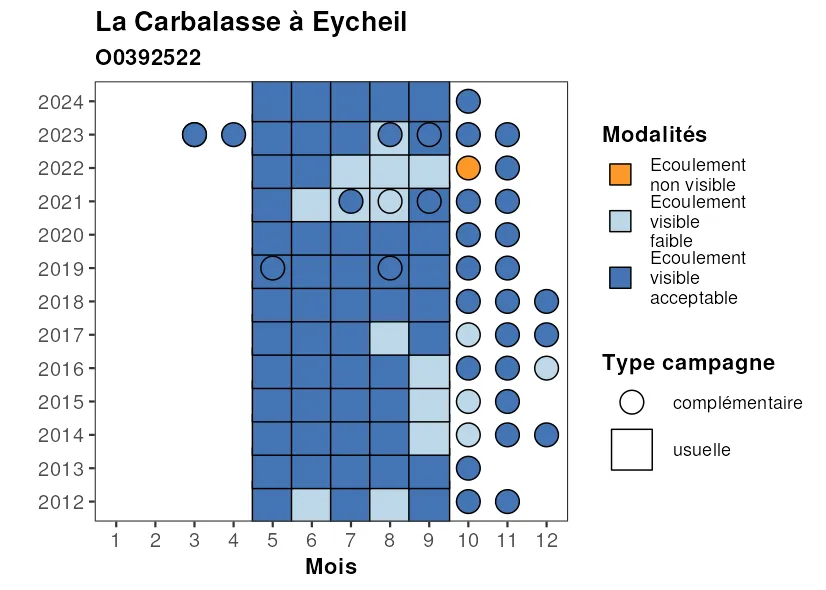 La Carbalasse à Eycheil
O0392522
2024
2023
2022
2021
2020
2019
2018
2017
2016
2015
2014
2013
2012
1 2 3 4 5 6 7 8 9 10 11 12
Mois
Modalités
Ecoulement
non visible
Ecoulement
visible
faible
Ecoulement
visible
acceptable
Type campagne
complémentaire
usuelle